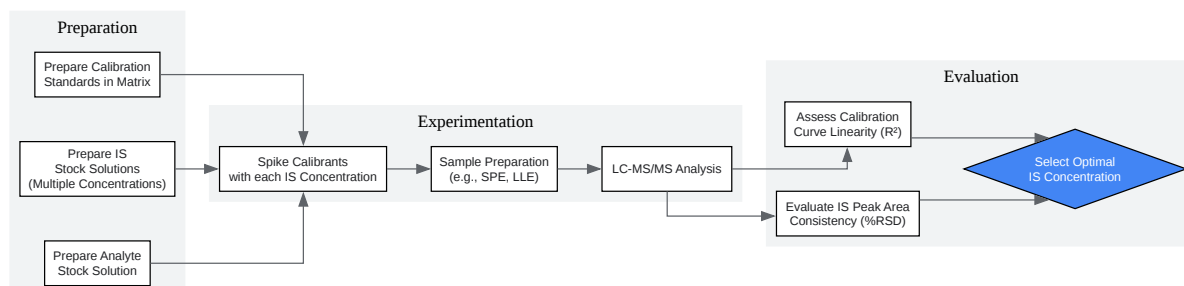 Preparation
Prepare Calibration
Standards in Matrix
Prepare IS
Stock Solutions
(Multiple Concentrations)
Prepare Analyte
Stock Solution
Experimentation
Spike Calibrants
with each IS Concentration
Sample Preparation
(e.g., SPE, LLE)
LC-MS/MS Analysis
Evaluation
Assess Calibration
Curve Linearity (R²)
Evaluate IS Peak Area
Consistency (%RSD)
Select Optimal
IS Concentration